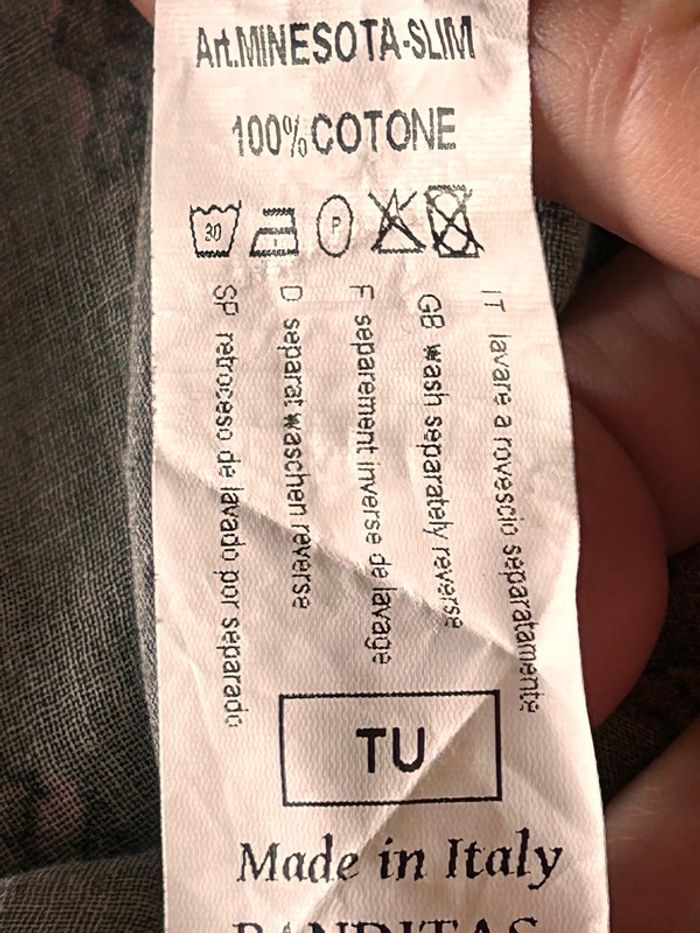 Art.MINESOTA-SLIM
100%COTONE
30 P
IT lavare a rovescio separatamente
GB wash separately reverse
F separement inverse de lavage
D separat waschen reverse
SP retroceso de lavado por separado
TU
Made in Italy
BANDITAS